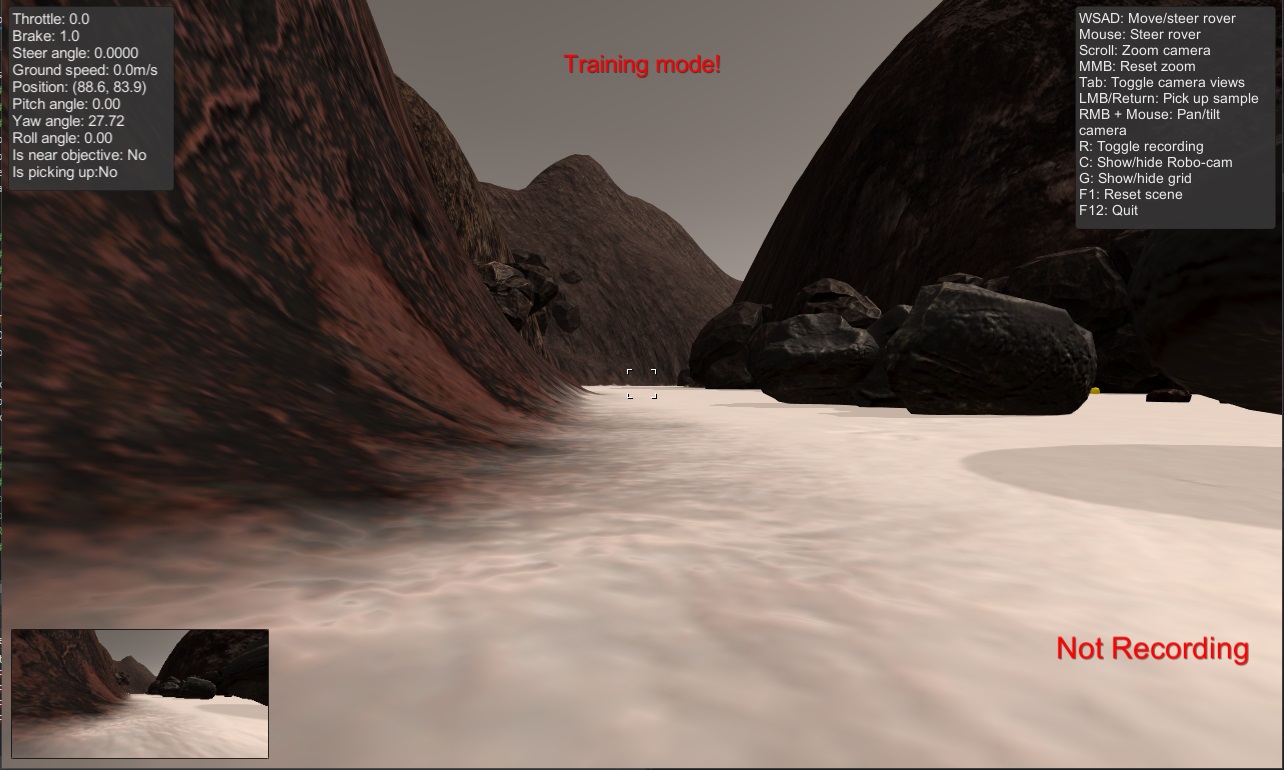 Throttle: 0.0
Brake: 1.0
Steer angle: 0.0000
Ground speed: 0.0m/s
Position: (88.6, 83.9)
Pitch angle: 0.00
Yaw angle: 27.72
Roll angle: 0.00
Is near objective: No
Is picking up:No
Training mode!
WSAD: Move/steer rover
Mouse: Steer rover
Scroll: Zoom camera
MMB: Reset zoom
Tab: Toggle camera views
LMB/Return: Pick up sample
RMB + Mouse: Pan/tilt
camera
R: Toggle recording
C: Show/hide Robo-cam
G: Show/hide grid
F1: Reset scene
F12: Quit
Not Recording